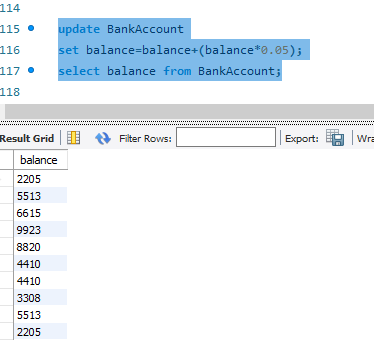 114
115 update BankAccount
116 set balance=balance+(balance*0.05);
117 select balance from BankAccount;
118
Result Grid Filter Rows: Export: Wra
balance
2205
5513
6615
9923
8820
4410
4410
3308
5513
2205